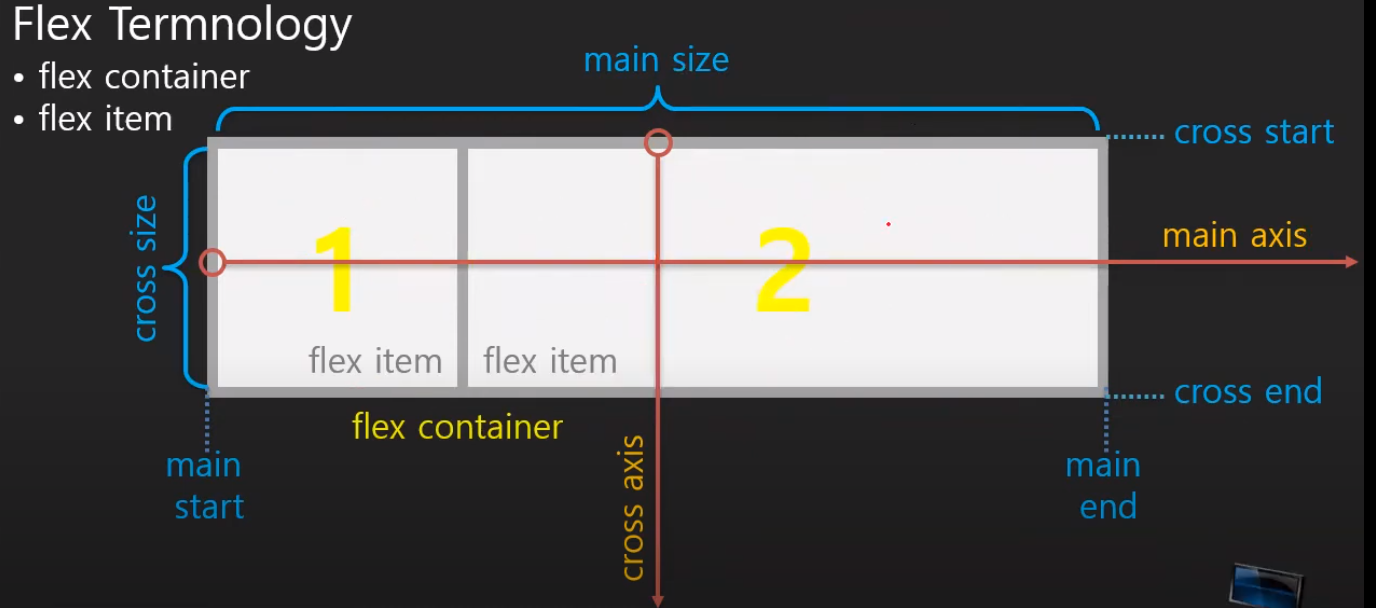 Flex Termnology
• flex container
• flex item
main size
cross start
cross size
main axis
1
2
flex item
flex item
cross end
flex container
main
start
cross axis
main
end